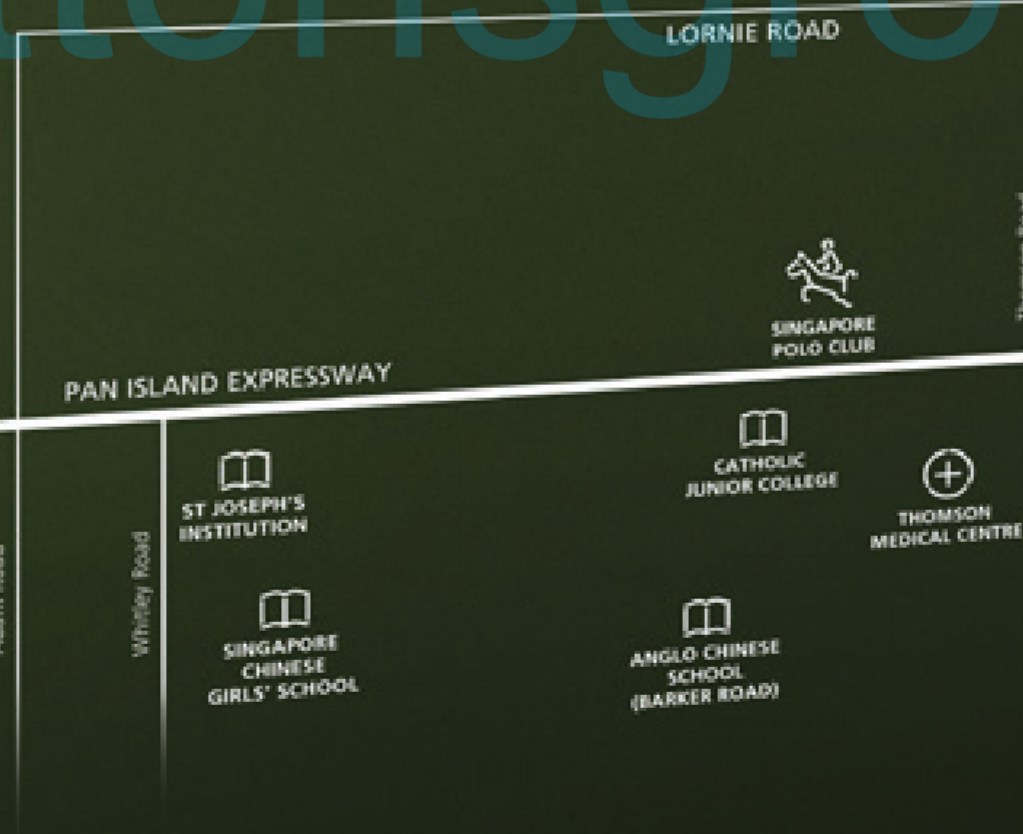 LORNIE ROAD
SINGAPORE
POLO CLUB
PAN ISLAND EXPRESSWAY
CATHOLIC
JUNIOR COLLEGE
ST JOSEPH'S
INSTITUTION
THOMSON
MEDICAL CENTRE
Whitley Road
SINGAPORE
CHINESE
GIRLS' SCHOOL
ANGLO CHINESE
SCHOOL
(BARKER ROAD)